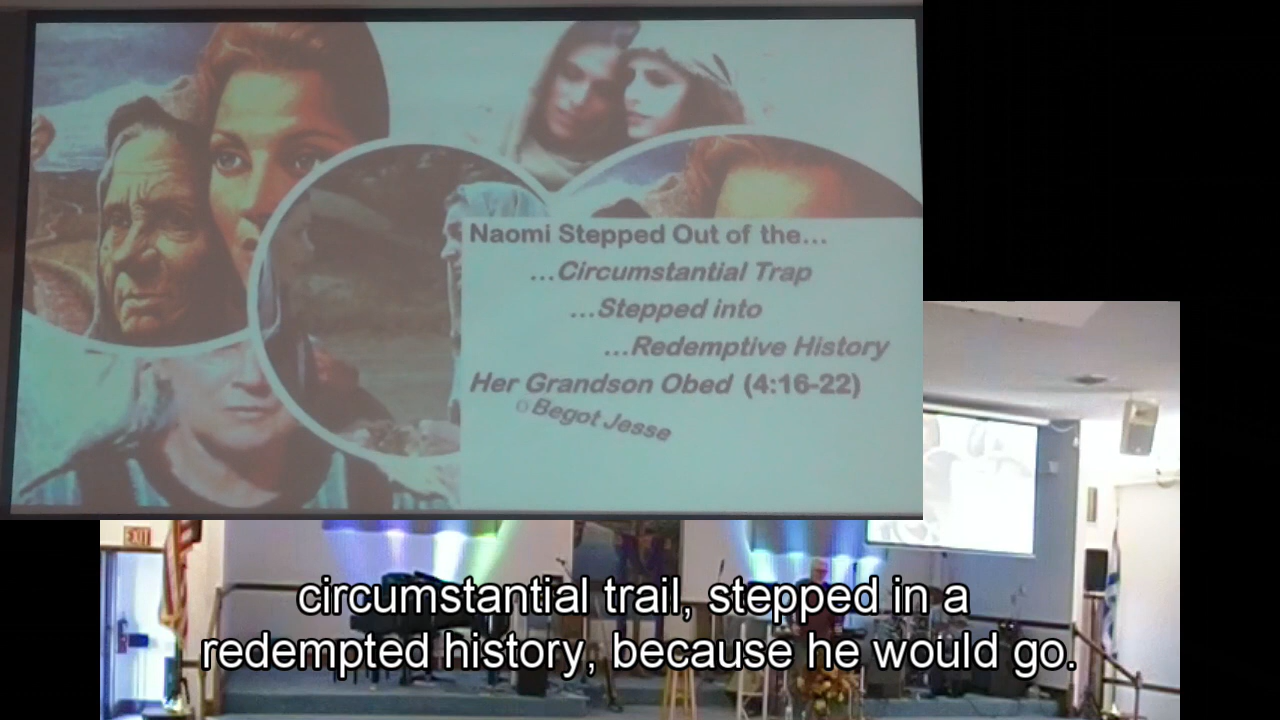 Naomi Stepped Out of the...
...Circumstantial Trap
...Stepped into
...Redemptive History
Her Grandson Obed (4:16-22)
Begot Jesse
EXIT
circumstantial trail, stepped in a
redempted history, because he would go.